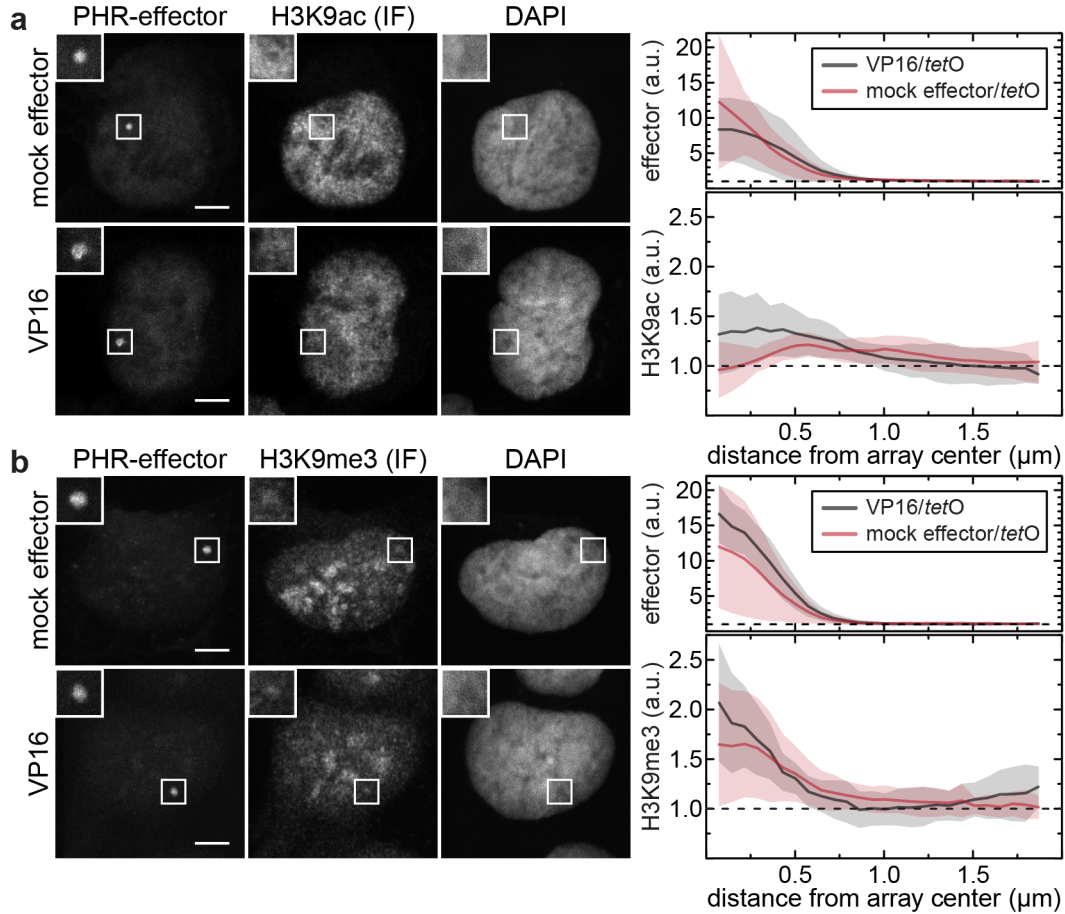 a
PHR-effector H3K9ac (IF) DAPI
mock effector
VP16
effector (a.u.)
20
15
10
5
VP16/tetO
mock effector/tetO
H3K9ac (a.u.)
2.5
2.0
1.5
1.0
0.5 1.0 1.5
distance from array center (µm)
b
PHR-effector H3K9me3 (IF) DAPI
mock effector
VP16
effector (a.u.)
20
15
10
5
VP16/tetO
mock effector/tetO
H3K9me3 (a.u.)
2.5
2.0
1.5
1.0
0.5 1.0 1.5
distance from array center (µm)